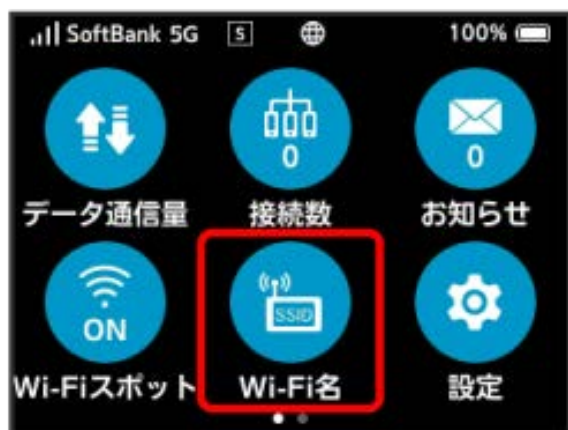 SoftBank 5G S 100%
0 0
データ通信量 接続数 お知らせ
ON SSID
Wi-Fiスポット Wi-Fi名 設定